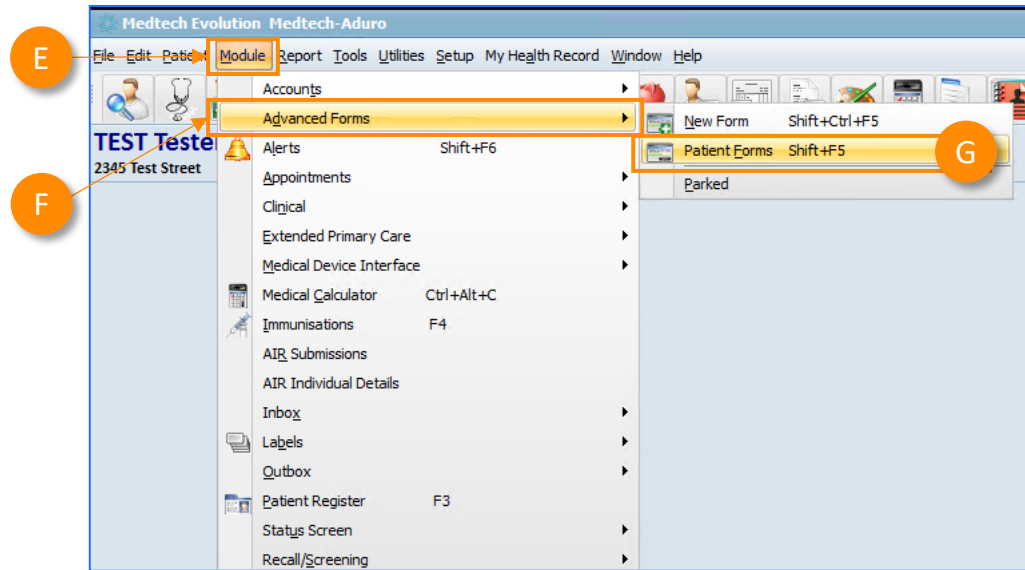 Medtech Evolution Medtech-Aduro
E
File Edit Patient Module Report Tools Utilities Setup My Health Record Window Help
Accounts
Advanced Forms
New Form Shift+Ctrl+F5
TEST Teste
Alerts Shift+F6
Patient Forms Shift+F5
G
2345 Test Street
Appointments
Parked
F
Clinical
Extended Primary Care
Medical Device Interface
Medical Calculator Ctrl+Alt+C
Immunisations F4
AIR Submissions
AIR Individual Details
Inbox
Labels
Outbox
Patient Register F3
Status Screen
Recall/Screening